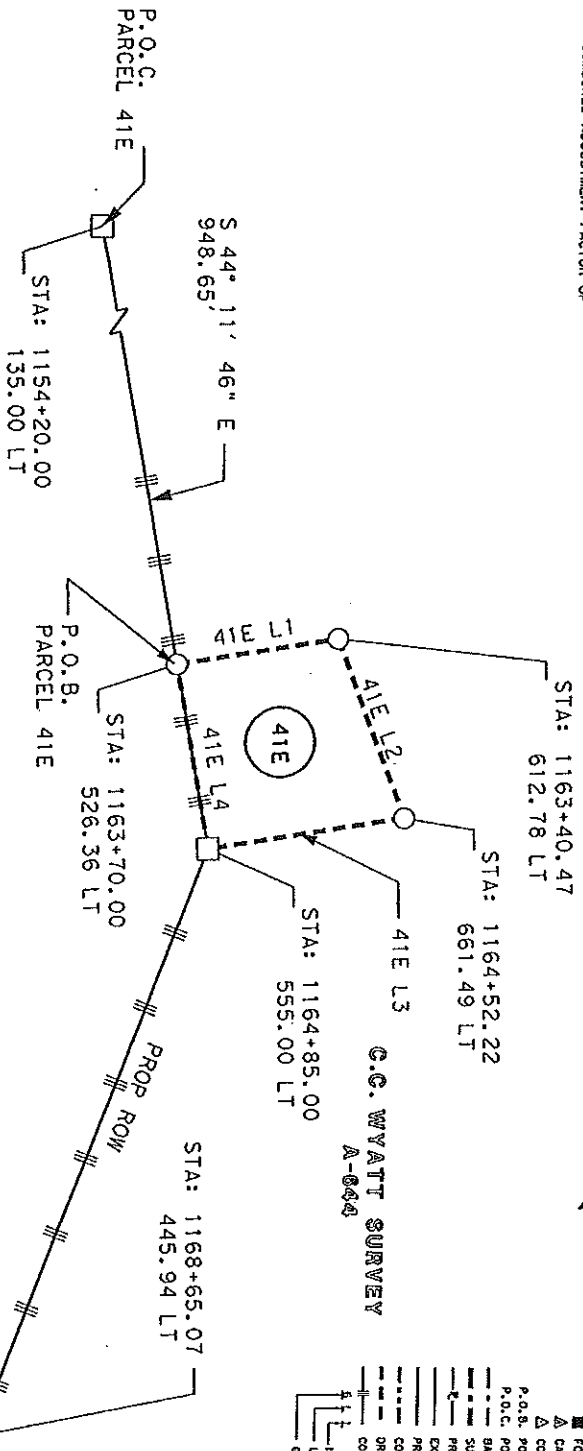 P.O.C.
PARCEL 41E
S 44° 11' 46" E
948.65'
STA: 1154+20.00
135.00 LT
P.O.B.
PARCEL 41E
STA: 1163+70.00
526.36 LT
41E L1
41E L2
41E
41E L4
STA: 1163+40.47
612.78 LT
STA: 1164+52.22
661.49 LT
41E L3
STA: 1164+85.00
555.00 LT
C.C. WYATT SURVEY
A-644
PROP ROW
STA: 1168+65.07
445.94 LT
P.O.B.
P.O.C.